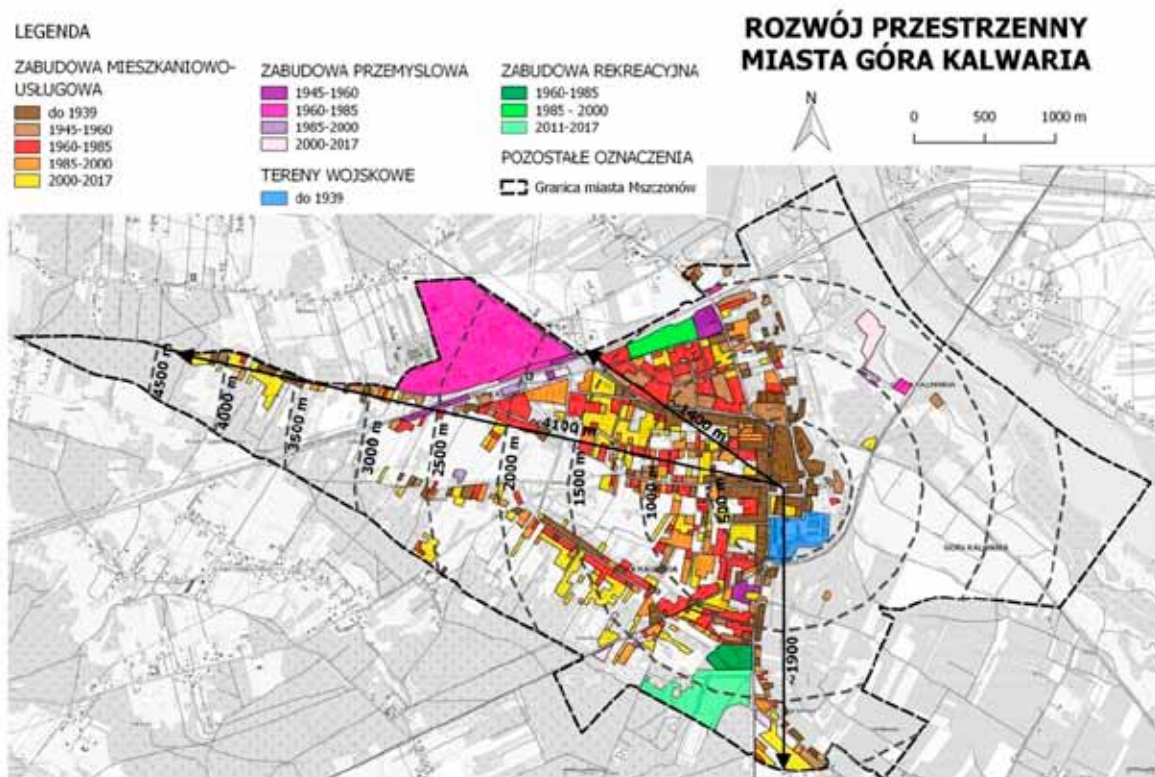 LEGENDA
ROZWÓJ PRZESTRZENNY
MIASTA GÓRA KALWARIA
ZABUDOWA MIESZKANIOWO-
USŁUGOWA
do 1939
1945-1960
1960-1985
1985-2000
2000-2017
ZABUDOWA PRZEMYSLOWA
1945-1960
1960-1985
1985-2000
2000-2017
TERENY WOJSKOWE
do 1939
ZABUDOWA REKREACYJNA
1960-1985
1985 - 2000
2011-2017
POZOSTAŁE OZNACZENIA
Granica miasta Mszczonów
N
0 500 1000 m
4500 m
4000 m
3500 m
3000 m
2500 m
2000 m
1500 m
1000 m
500 m
~4100 m
~1400 m
~1900
GÓRA KALWARIA